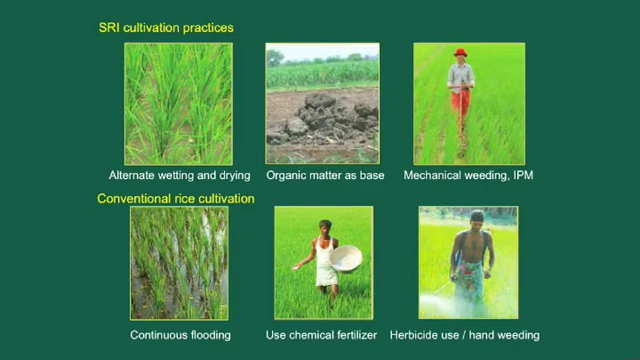 SRI cultivation practices
Alternate wetting and drying
Organic matter as base
Mechanical weeding, IPM
Conventional rice cultivation
Continuous flooding
Use chemical fertilizer
Herbicide use / hand weeding